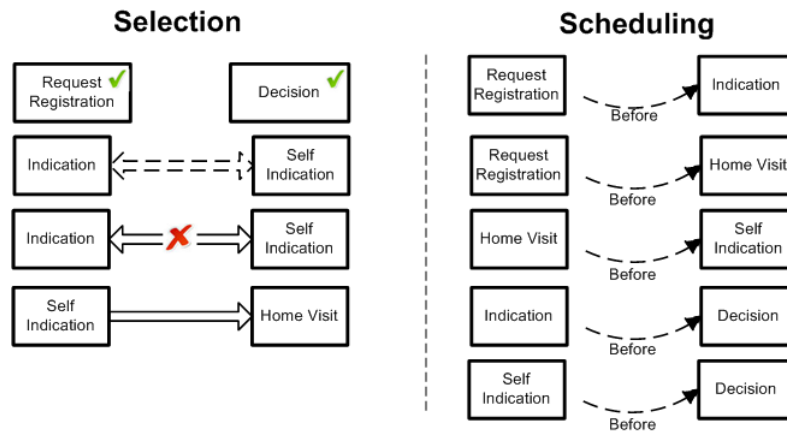 Selection
Request
Registration
Decision
Indication
Self
Indication
Indication
Self
Indication
Self
Indication
Home Visit
Scheduling
Request
Registration
Before
Indication
Request
Registration
Before
Home Visit
Home Visit
Before
Self
Indication
Indication
Before
Decision
Self
Indication
Before
Decision